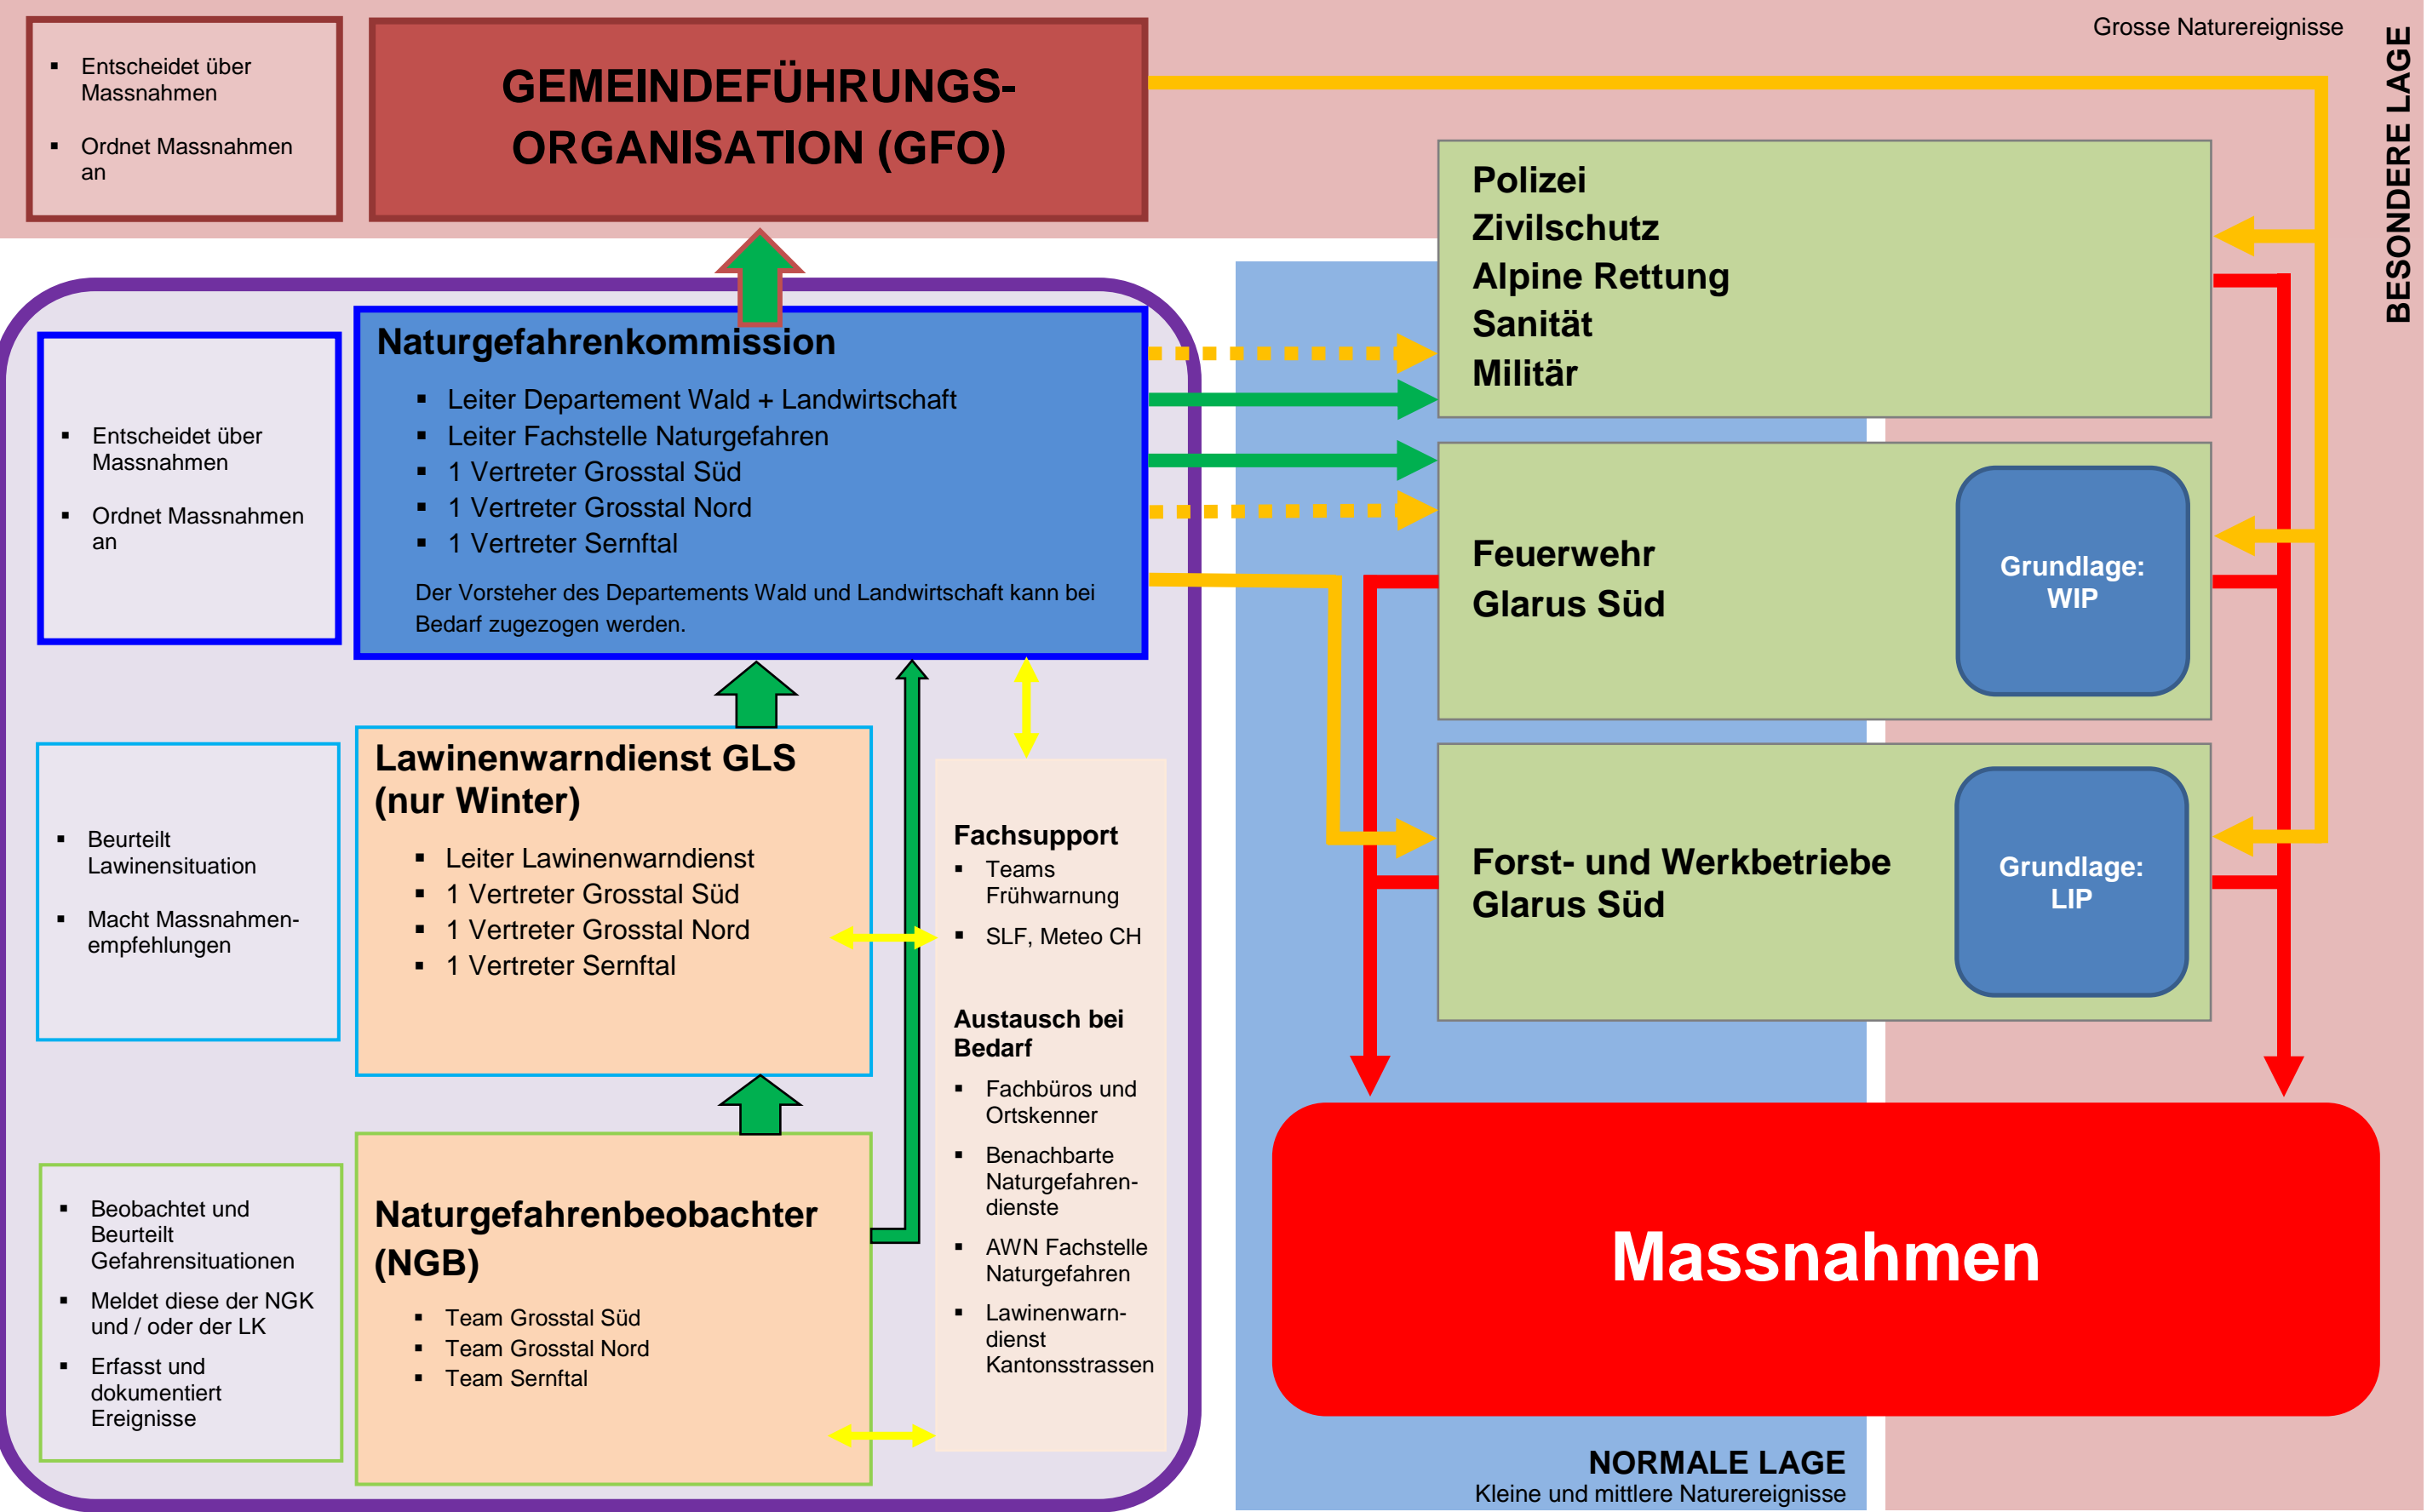 Grosse Naturereignisse
BESONDERE LAGE
▪ Entscheidet über
Massnahmen
▪ Ordnet Massnahmen
an
GEMEINDEFÜHRUNGS-
ORGANISATION (GFO)
Polizei
Zivilschutz
Alpine Rettung
Sanität
Militär
▪ Entscheidet über
Massnahmen
▪ Ordnet Massnahmen
an
Naturgefahrenkommission
▪ Leiter Departement Wald + Landwirtschaft
▪ Leiter Fachstelle Naturgefahren
▪ 1 Vertreter Grosstal Süd
▪ 1 Vertreter Grosstal Nord
▪ 1 Vertreter Sernftal
Der Vorsteher des Departements Wald und Landwirtschaft kann bei
Bedarf zugezogen werden.
Feuerwehr
Glarus Süd
Grundlage:
WIP
▪ Beurteilt
Lawinensituation
▪ Macht Massnahmen-
empfehlungen
Lawinenwarndienst GLS
(nur Winter)
▪ Leiter Lawinenwarndienst
▪ 1 Vertreter Grosstal Süd
▪ 1 Vertreter Grosstal Nord
▪ 1 Vertreter Sernftal
Fachsupport
▪ Teams
Frühwarnung
▪ SLF, Meteo CH
Austausch bei
Bedarf
▪ Fachbüros und
Ortskenner
▪ Benachbarte
Naturgefahren-
dienste
▪ AWN Fachstelle
Naturgefahren
▪ Lawinenwarn-
dienst
Kantonsstrassen
Forst- und Werkbetriebe
Glarus Süd
Grundlage:
LIP
▪ Beobachtet und
Beurteilt
Gefahrensituationen
▪ Meldet diese der NGK
und / oder der LK
▪ Erfasst und
dokumentiert
Ereignisse
Naturgefahrenbeobachter
(NGB)
▪ Team Grosstal Süd
▪ Team Grosstal Nord
▪ Team Sernftal
Massnahmen
NORMALE LAGE
Kleine und mittlere Naturereignisse